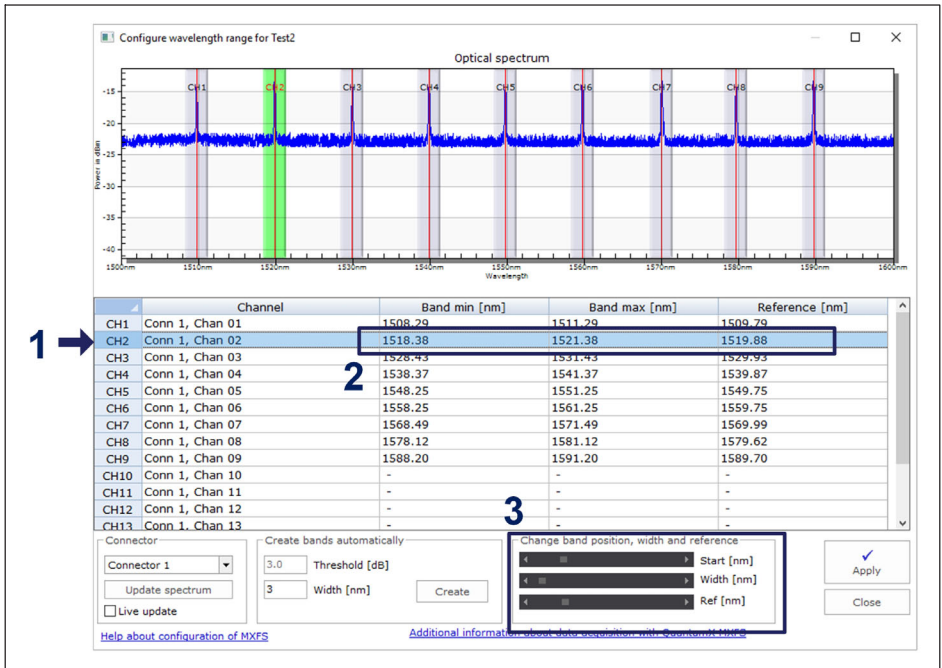 Configure wavelength range for Test2
Optical spectrum
CH1 CH2 CH3 CH4 CH5 CH6 CH7 CH8 CH9
-15
-20
-25
-30
-35
-40
Power in dBm
1500nm 1510nm 1520nm 1530nm 1540nm 1550nm 1560nm 1570nm 1580nm 1590nm 1600nm
Wavelength
Channel Band min [nm] Band max [nm] Reference [nm]
CH1 Conn 1, Chan 01 1508.29 1511.29 1509.79
1
CH2 Conn 1, Chan 02 1518.38 1521.38 1519.88
CH3 Conn 1, Chan 03 1528.43 1531.43 1529.93
2
CH4 Conn 1, Chan 04 1538.37 1541.37 1539.87
CH5 Conn 1, Chan 05 1548.25 1551.25 1549.75
CH6 Conn 1, Chan 06 1558.25 1561.25 1559.75
CH7 Conn 1, Chan 07 1568.49 1571.49 1569.99
CH8 Conn 1, Chan 08 1578.12 1581.12 1579.62
CH9 Conn 1, Chan 09 1588.20 1591.20 1589.70
CH10 Conn 1, Chan 10 - - -
CH11 Conn 1, Chan 11 - - -
CH12 Conn 1, Chan 12 - - -
CH13 Conn 1, Chan 13 - - -
3
Connector
Connector 1
Update spectrum
Live update
Create bands automatically
3.0 Threshold [dB]
3 Width [nm]
Create
Change band position, width and reference
Start [nm]
Width [nm]
Ref [nm]
Apply
Close
Help about configuration of MXFS
Additional information about data acquisition with QuantumX MXFS